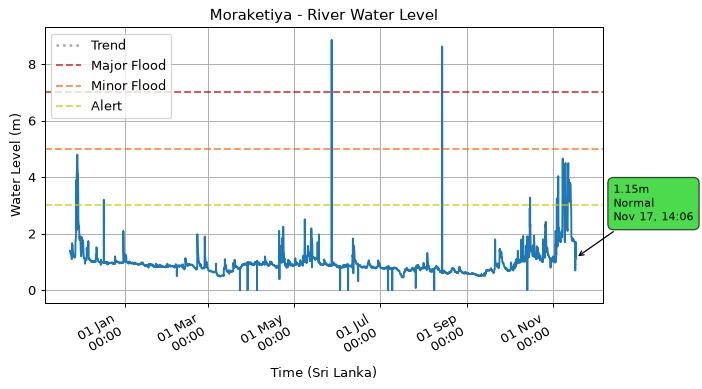 Moraketiya - River Water Level
Trend
Major Flood
Minor Flood
Alert
Water Level (m)
8
6
4
2
0
1.15m
Normal
Nov 17, 14:06
01 Jan
00:00
01 Mar
00:00
01 May
00:00
01 Jul
00:00
01 Sep
00:00
01 Nov
00:00
Time (Sri Lanka)